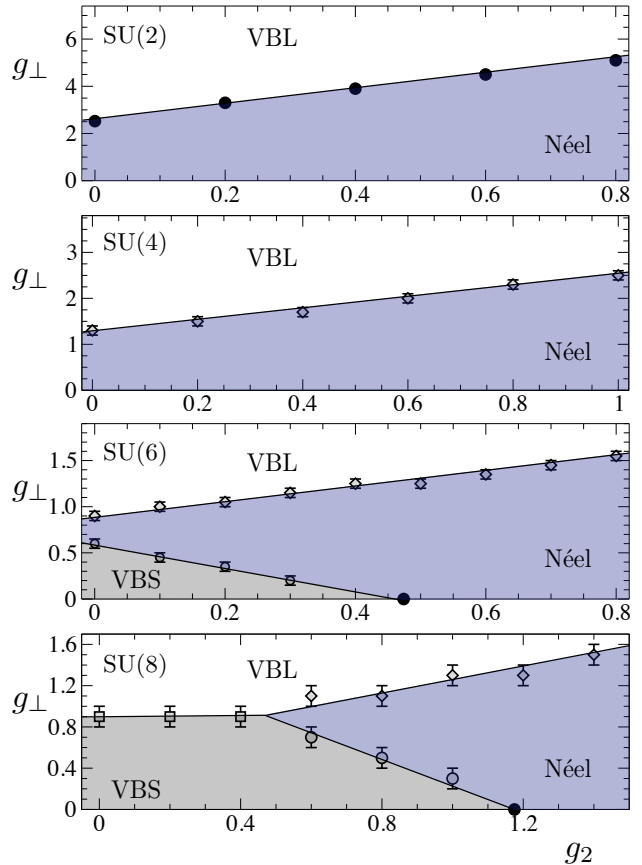 SU(2) VBL
g⊥
6
4
2
0
Néel
0 0.2 0.4 0.6 0.8
SU(4) VBL
g⊥
3
2
1
0
Néel
0 0.2 0.4 0.6 0.8 1
SU(6) VBL
g⊥
1.5
1.0
0.5
0
Néel
VBS
0 0.2 0.4 0.6 0.8
SU(8) VBL
g⊥
1.6
1.2
0.8
0.4
0
VBS Néel
0 0.4 0.8 1.2
g₂